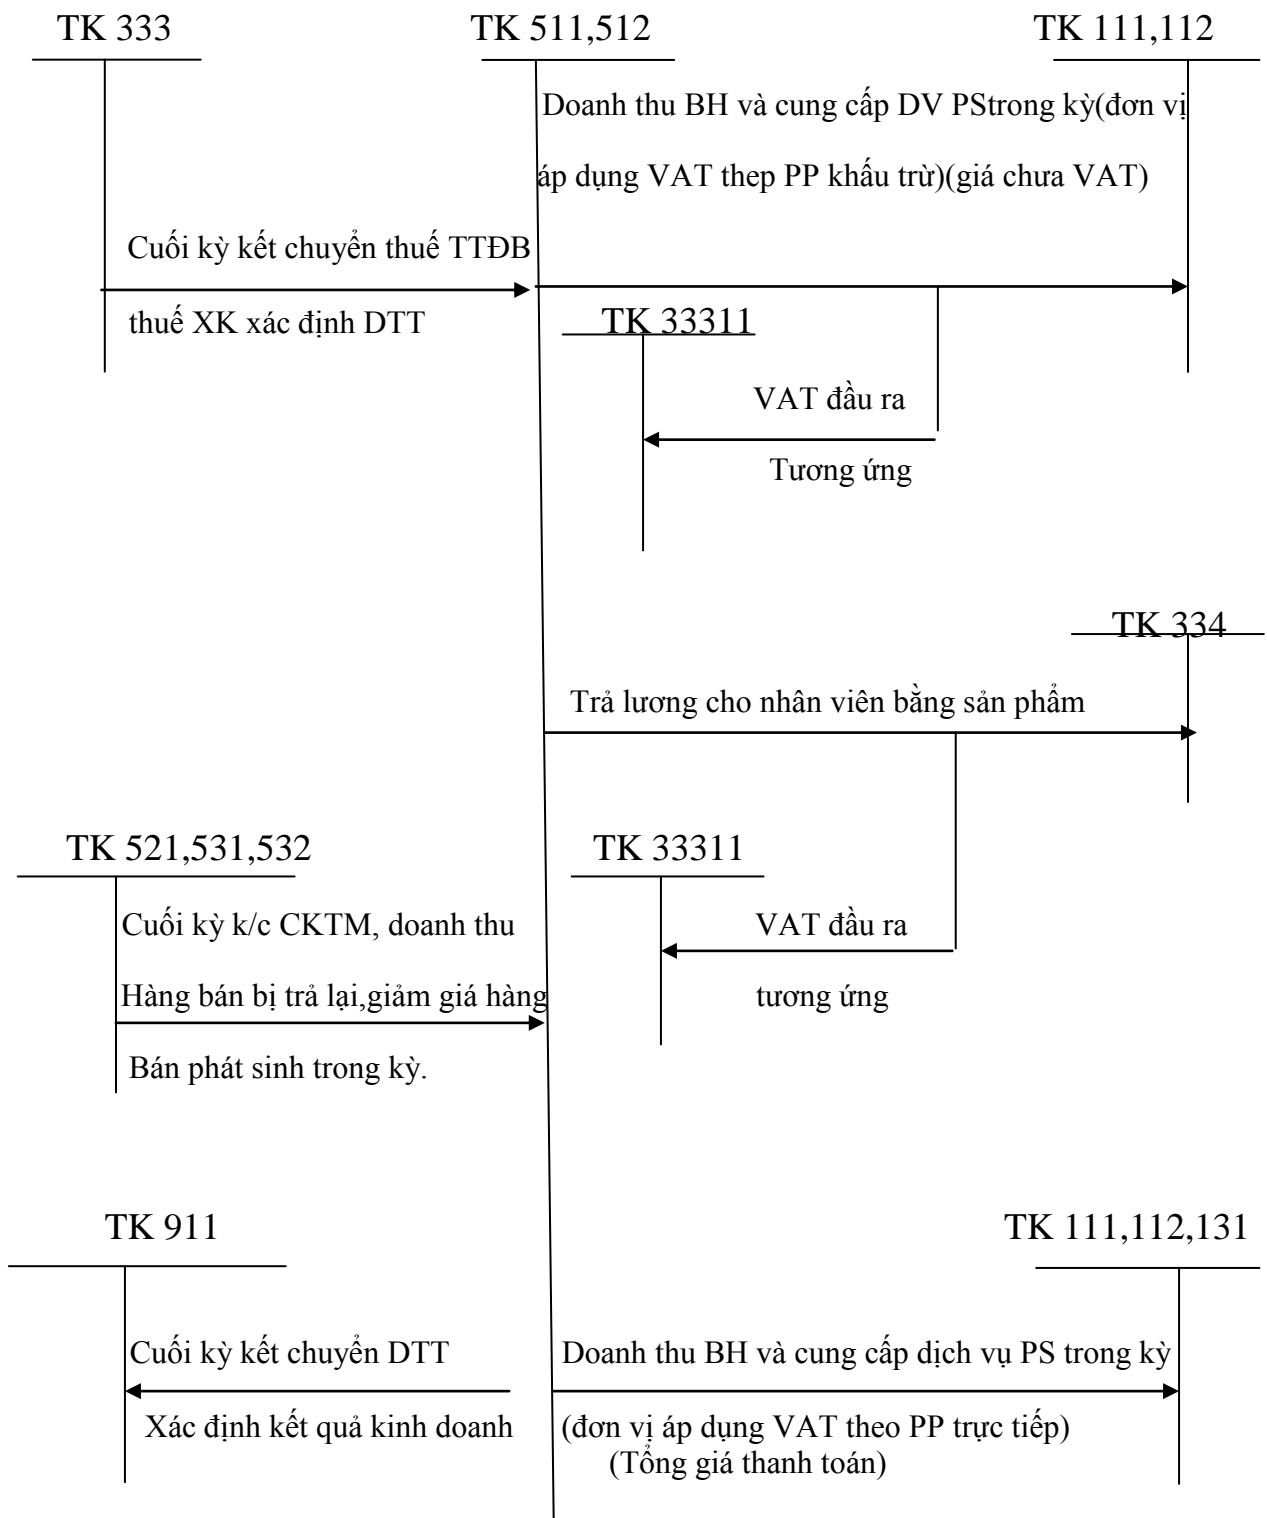 TK 333
TK 511,512
TK 111,112
Doanh thu BH và cung cấp DV PStrong kỳ(đơn vị
áp dụng VAT thep PP khấu trừ)(giá chưa VAT)
Cuối kỳ kết chuyển thuế TTĐB
thuế XK xác định DTT
TK 33311
VAT đầu ra
Tương ứng
TK 334
Trả lương cho nhân viên bằng sản phẩm
TK 521,531,532
TK 33311
Cuối kỳ k/c CKTM, doanh thu
VAT đầu ra
Hàng bán bị trả lại,giảm giá hàng
tương ứng
Bán phát sinh trong kỳ.
TK 911
TK 111,112,131
Cuối kỳ kết chuyển DTT
Doanh thu BH và cung cấp dịch vụ PS trong kỳ
Xác định kết quả kinh doanh
(đơn vị áp dụng VAT theo PP trực tiếp)
(Tổng giá thanh toán)